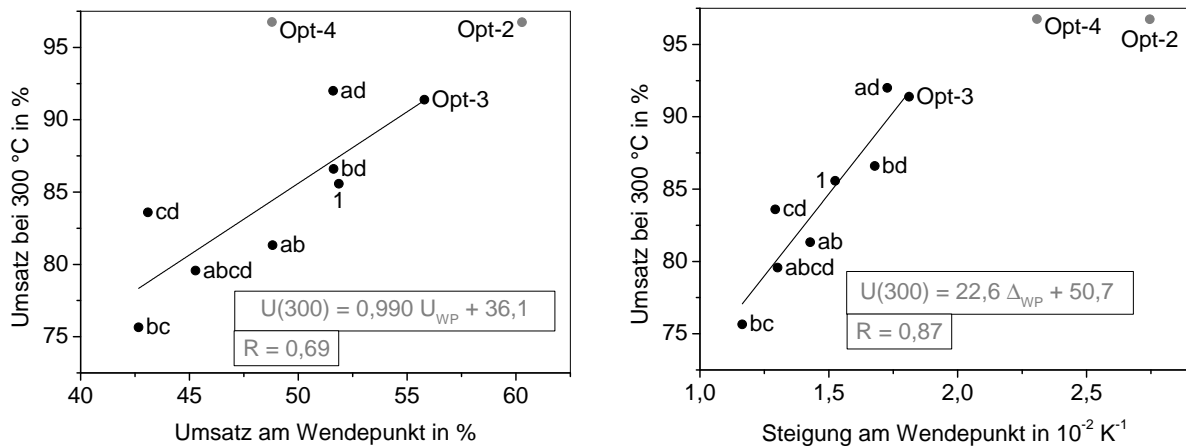 Umsatz bei 300 °C in %
95
90
85
80
75
Opt-4
Opt-2
ad
Opt-3
bd
1
cd
ab
abcd
bc
U(300) = 0,990 U_WP + 36,1
R = 0,69
40 45 50 55 60
Umsatz am Wendepunkt in %
Umsatz bei 300 °C in %
95
90
85
80
75
Opt-4
Opt-2
ad
Opt-3
bd
1
cd
ab
abcd
bc
U(300) = 22,6 Δ_WP + 50,7
R = 0,87
1,0 1,5 2,0 2,5
Steigung am Wendepunkt in 10⁻² K⁻¹